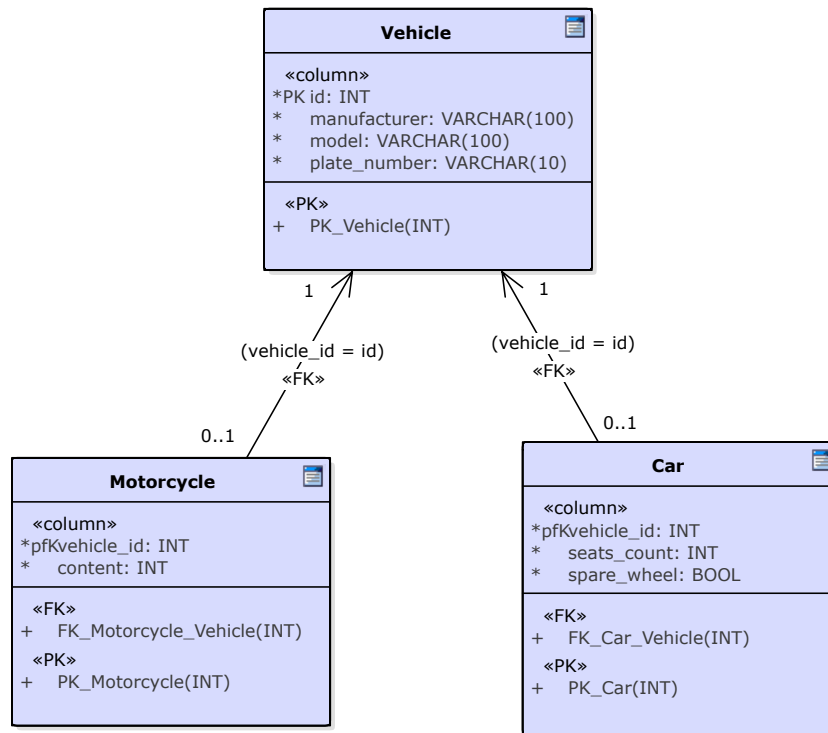 Vehicle
«column»
*PK id: INT
* manufacturer: VARCHAR(100)
* model: VARCHAR(100)
* plate_number: VARCHAR(10)
«PK»
+ PK_Vehicle(INT)
1
1
(vehicle_id = id)
«FK»
(vehicle_id = id)
«FK»
0..1
0..1
Motorcycle
«column»
*pfKvehicle_id: INT
* content: INT
«FK»
+ FK_Motorcycle_Vehicle(INT)
«PK»
+ PK_Motorcycle(INT)
Car
«column»
*pfKvehicle_id: INT
* seats_count: INT
* spare_wheel: BOOL
«FK»
+ FK_Car_Vehicle(INT)
«PK»
+ PK_Car(INT)